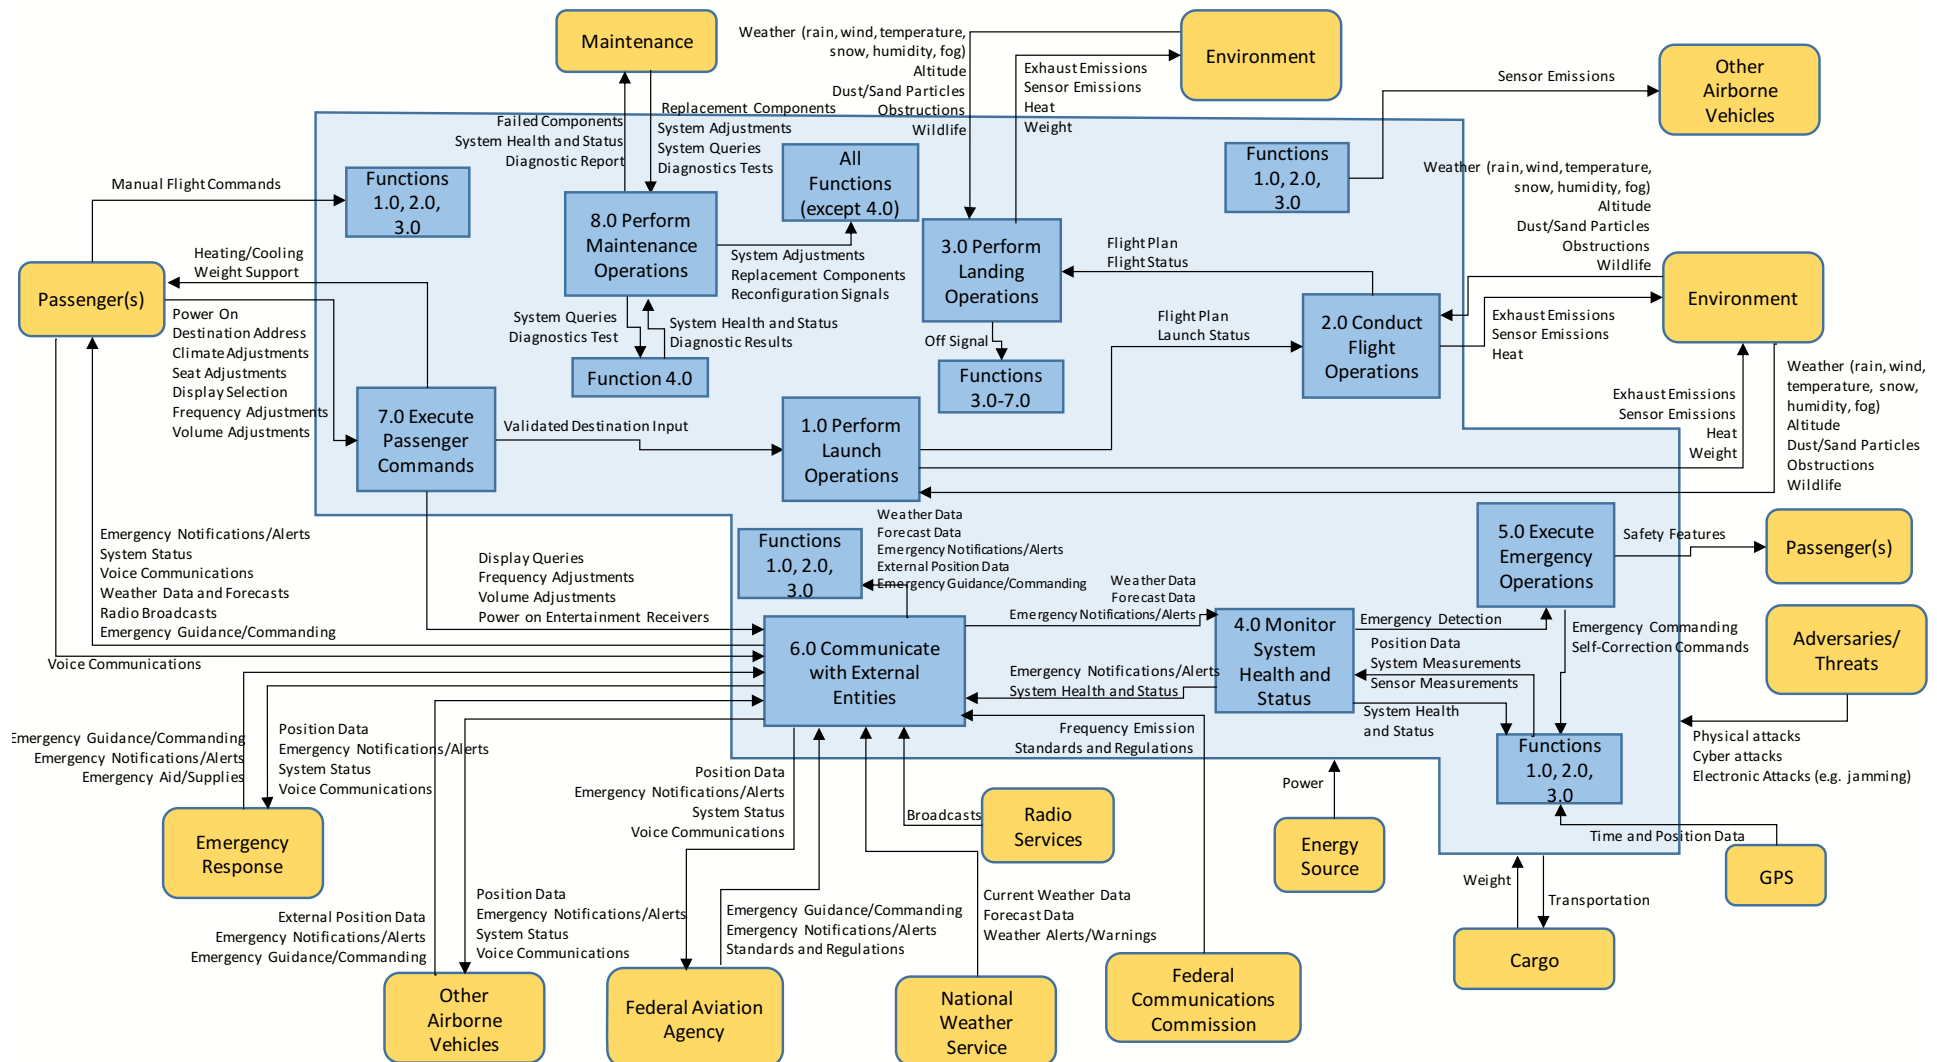 Maintenance
Weather (rain, wind, temperature,
snow, humidity, fog)
Altitude
Dust/Sand Particles
Obstructions
Wildlife
Environment
Exhaust Emissions
Sensor Emissions
Heat
Weight
Sensor Emissions
Other
Airborne
Vehicles
Failed Components
System Health and Status
Diagnostic Report
Replacement Components
System Adjustments
System Queries
Diagnostics Tests
All
Functions
(except 4.0)
Functions
1.0, 2.0,
3.0
Weather (rain, wind, temperature,
snow, humidity, fog)
Altitude
Dust/Sand Particles
Obstructions
Wildlife
Manual Flight Commands
Functions
1.0, 2.0,
3.0
8.0 Perform
Maintenance
Operations
System Adjustments
Replacement Components
Reconfiguration Signals
3.0 Perform
Landing
Operations
Flight Plan
Flight Status
Heating/Cooling
Weight Support
Passenger(s)
Environment
Power On
Destination Address
Climate Adjustments
Seat Adjustments
Display Selection
Frequency Adjustments
Volume Adjustments
System Queries
Diagnostics Test
System Health and Status
Diagnostic Results
Function 4.0
Off Signal
Functions
3.0-7.0
Flight Plan
Launch Status
2.0 Conduct
Flight
Operations
Exhaust Emissions
Sensor Emissions
Heat
Exhaust Emissions
Sensor Emissions
Heat
Weight
Weather (rain, wind,
temperature, snow,
humidity, fog)
Altitude
Dust/Sand Particles
Obstructions
Wildlife
7.0 Execute
Passenger
Commands
Validated Destination Input
1.0 Perform
Launch
Operations
Emergency Notifications/Alerts
System Status
Voice Communications
Weather Data and Forecasts
Radio Broadcasts
Emergency Guidance/Commanding
Voice Communications
Display Queries
Frequency Adjustments
Volume Adjustments
Power on Entertainment Receivers
Functions
1.0, 2.0,
3.0
Weather Data
Forecast Data
Emergency Notifications/Alerts
External Position Data
Emergency Guidance/Commanding
Weather Data
Forecast Data
Emergency Notifications/Alerts
5.0 Execute
Emergency
Operations
Safety Features
Passenger(s)
6.0 Communicate
with External
Entities
4.0 Monitor
System
Health and
Status
Emergency Detection
Position Data
System Measurements
Sensor Measurements
System Health
and Status
Emergency Commanding
Self-Correction Commands
Adversaries/
Threats
Emergency Notifications/Alerts
System Health and Status
Frequency Emission
Standards and Regulations
Functions
1.0, 2.0,
3.0
Physical attacks
Cyber attacks
Electronic Attacks (e.g. jamming)
Emergency Guidance/Commanding
Emergency Notifications/Alerts
Emergency Aid/Supplies
Position Data
Emergency Notifications/Alerts
System Status
Voice Communications
Position Data
Emergency Notifications/Alerts
System Status
Voice Communications
Broadcasts
Radio
Services
Power
Energy
Source
Time and Position Data
GPS
Emergency
Response
External Position Data
Emergency Notifications/Alerts
Emergency Guidance/Commanding
Position Data
Emergency Notifications/Alerts
System Status
Voice Communications
Emergency Guidance/Commanding
Emergency Notifications/Alerts
Standards and Regulations
Current Weather Data
Forecast Data
Weather Alerts/Warnings
Weight
Transportation
Cargo
Other
Airborne
Vehicles
Federal Aviation
Agency
National
Weather
Service
Federal
Communications
Commission